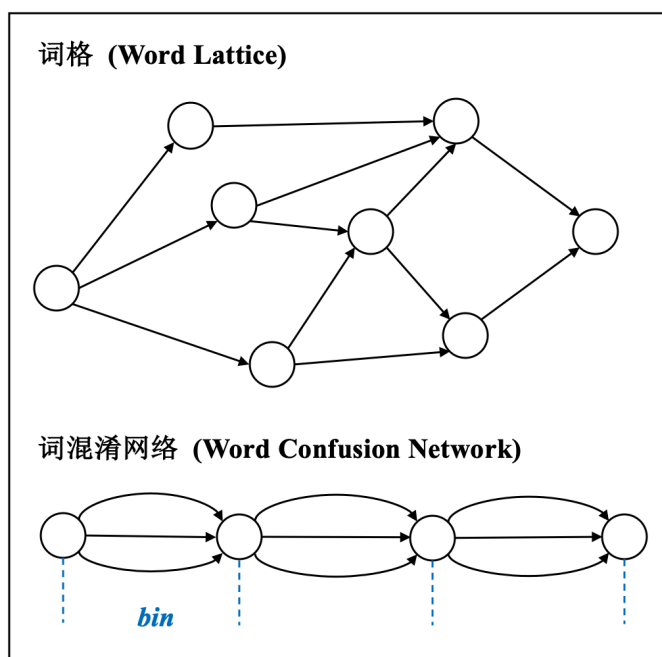 词格 (Word Lattice)
词混淆网络 (Word Confusion Network)
bin